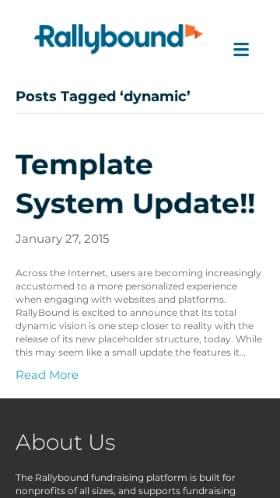 Rallybound
Posts Tagged ‘dynamic’
Template
System Update!!
January 27, 2015
Across the Internet, users are becoming increasingly
accustomed to a more personalized experience
when engaging with websites and platforms.
RallyBound is excited to announce that its total
dynamic vision is one step closer to reality with the
release of its new placeholder structure, today. While
this may seem like a small update the features it...
Read More
About Us
The Rallybound fundraising platform is built for
nonprofits of all sizes, and supports fundraising